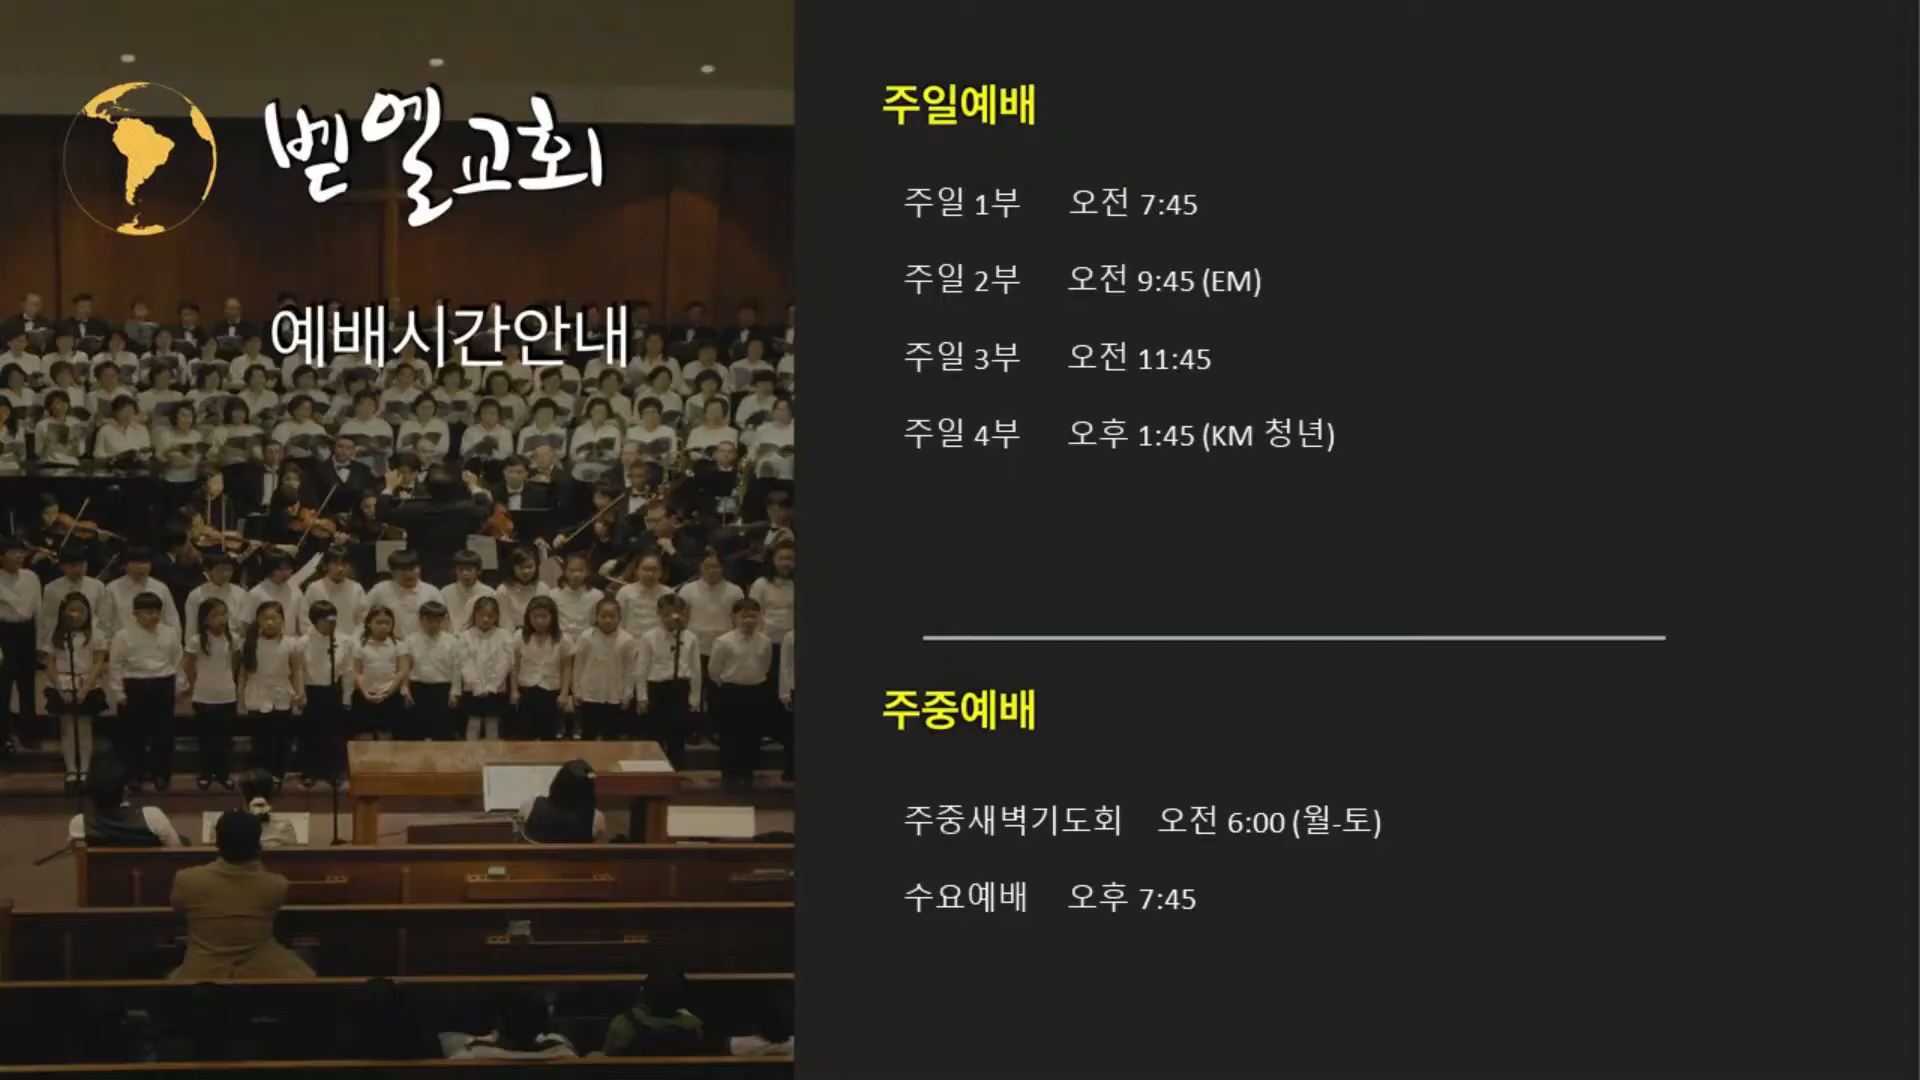 벧엘교회
예배시간안내
주일예배
주일 1부 오전 7:45
주일 2부 오전 9:45 (EM)
주일 3부 오전 11:45
주일 4부 오후 1:45 (KM 청년)
주중예배
주중새벽기도회 오전 6:00 (월-토)
수요예배 오후 7:45